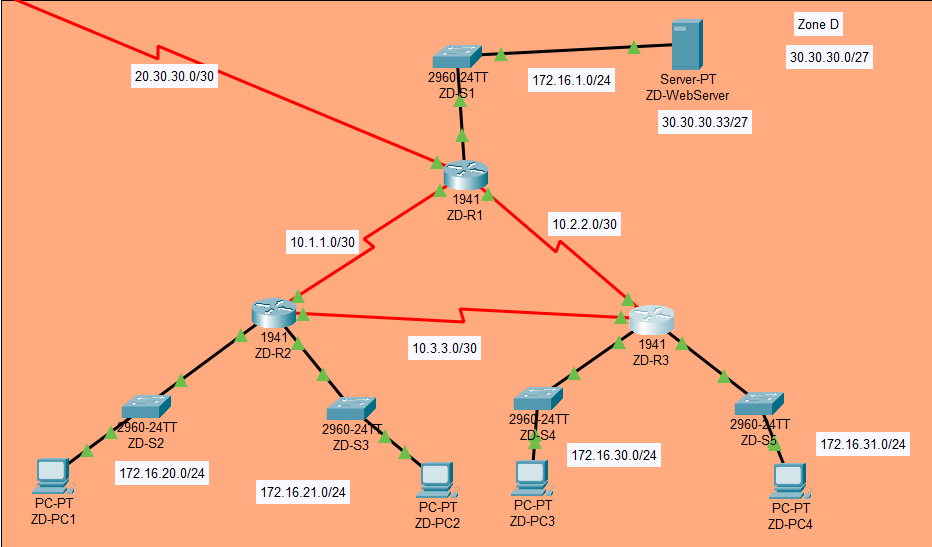 Zone D
30.30.30.0/27
20.30.30.0/30
2960-24TT
ZD-S1
172.16.1.0/24
Server-PT
ZD-WebServer
30.30.30.33/27
1941
ZD-R1
10.1.1.0/30
10.2.2.0/30
1941
ZD-R2
10.3.3.0/30
1941
ZD-R3
2960-24TT
ZD-S2
2960-24TT
ZD-S3
2960-24TT
ZD-S4
2960-24TT
ZD-S5
172.16.20.0/24
172.16.21.0/24
172.16.30.0/24
172.16.31.0/24
PC-PT
ZD-PC1
PC-PT
ZD-PC2
PC-PT
ZD-PC3
PC-PT
ZD-PC4